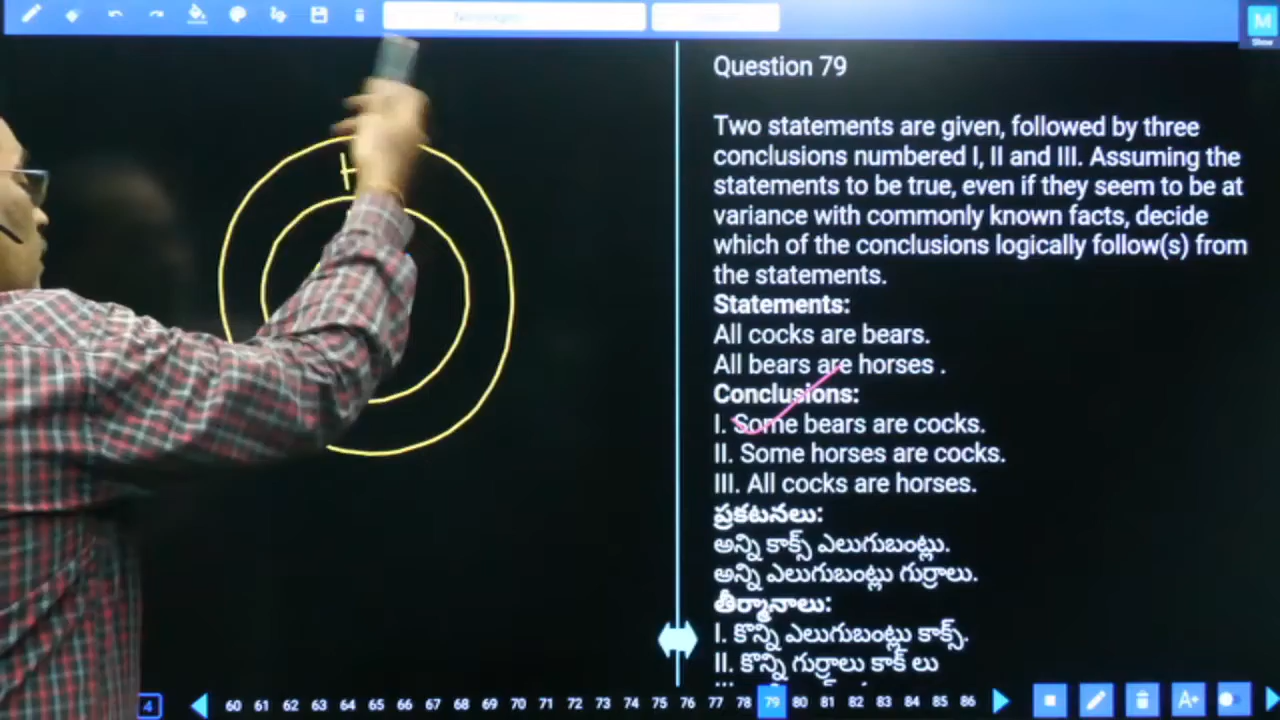 M
Show
H
Question 79
Two statements are given, followed by three
conclusions numbered I, II and III. Assuming the
statements to be true, even if they seem to be at
variance with commonly known facts, decide
which of the conclusions logically follow(s) from
the statements.
Statements:
All cocks are bears.
All bears are horses .
Conclusions:
I. Some bears are cocks.
II. Some horses are cocks.
III. All cocks are horses.
ప్రకటనలు:
అన్ని కాక్స్ ఎలుగుబంట్లు.
అన్ని ఎలుగుబంట్లు గుర్రాలు.
తీర్మానాలు:
I. కొన్ని ఎలుగుబంట్లు కాక్స్.
II. కొన్ని గుర్రాలు కాక్ లు
4 60 61 62 63 64 65 66 67 68 69 70 71 72 73 74 75 76 77 78 79 80 81 82 83 84 85 86 A+